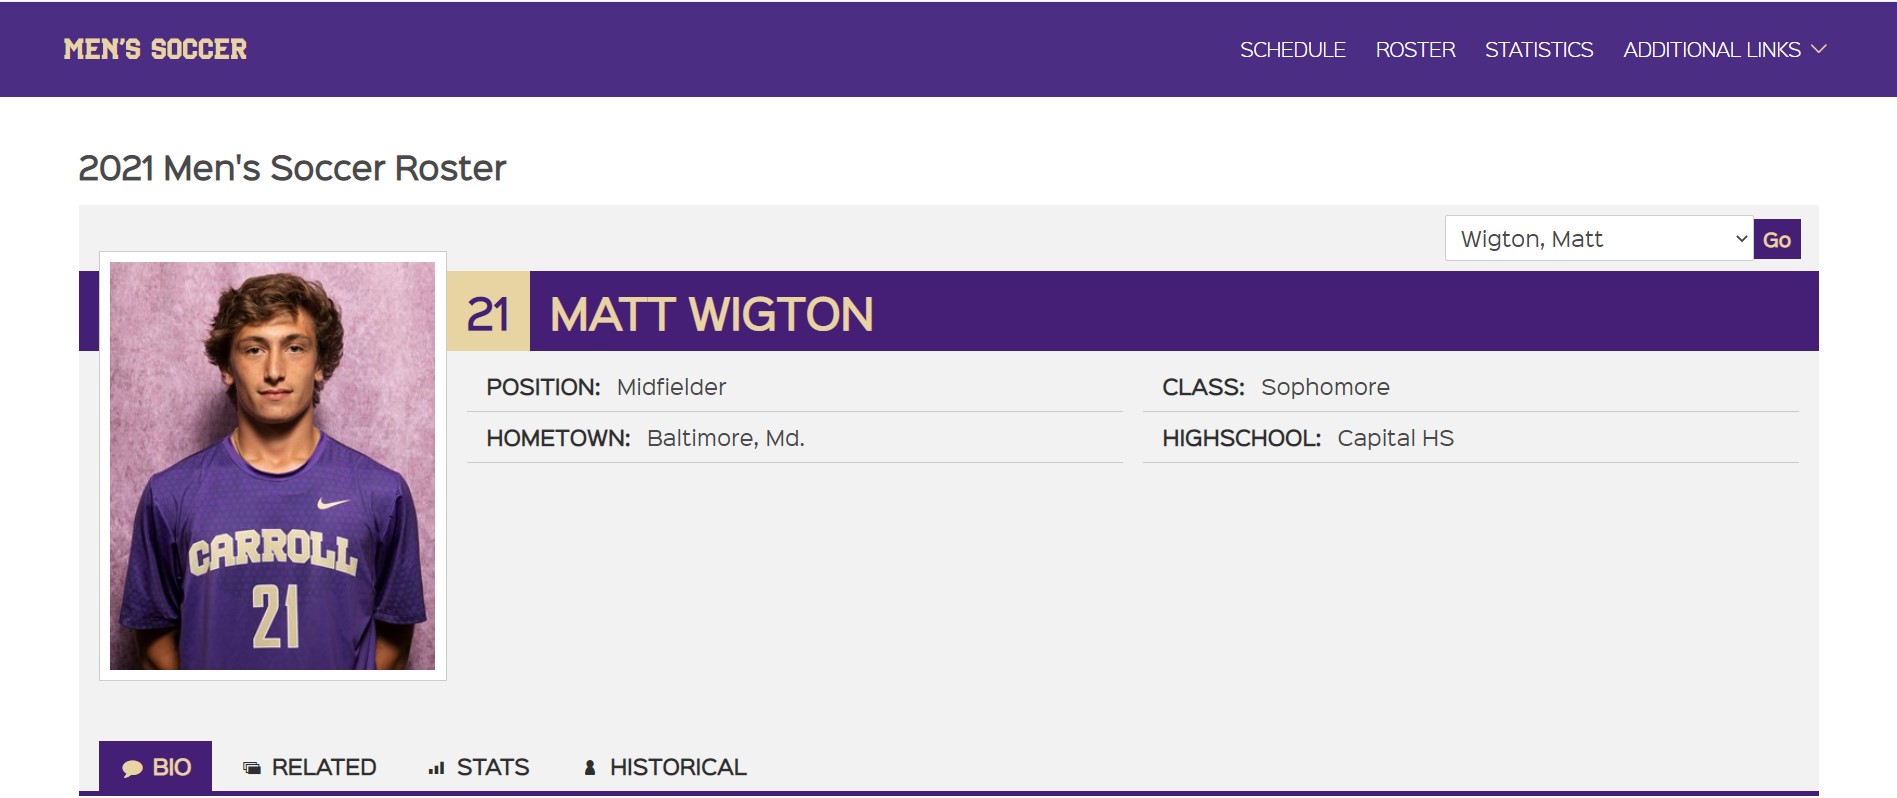 MEN'S SOCCER
SCHEDULE ROSTER STATISTICS ADDITIONAL LINKS
2021 Men's Soccer Roster
Wigton, Matt Go
21 MATT WIGTON
POSITION: Midfielder CLASS: Sophomore
HOMETOWN: Baltimore, Md. HIGHSCHOOL: Capital HS
CARROLL
21
BIO RELATED STATS HISTORICAL